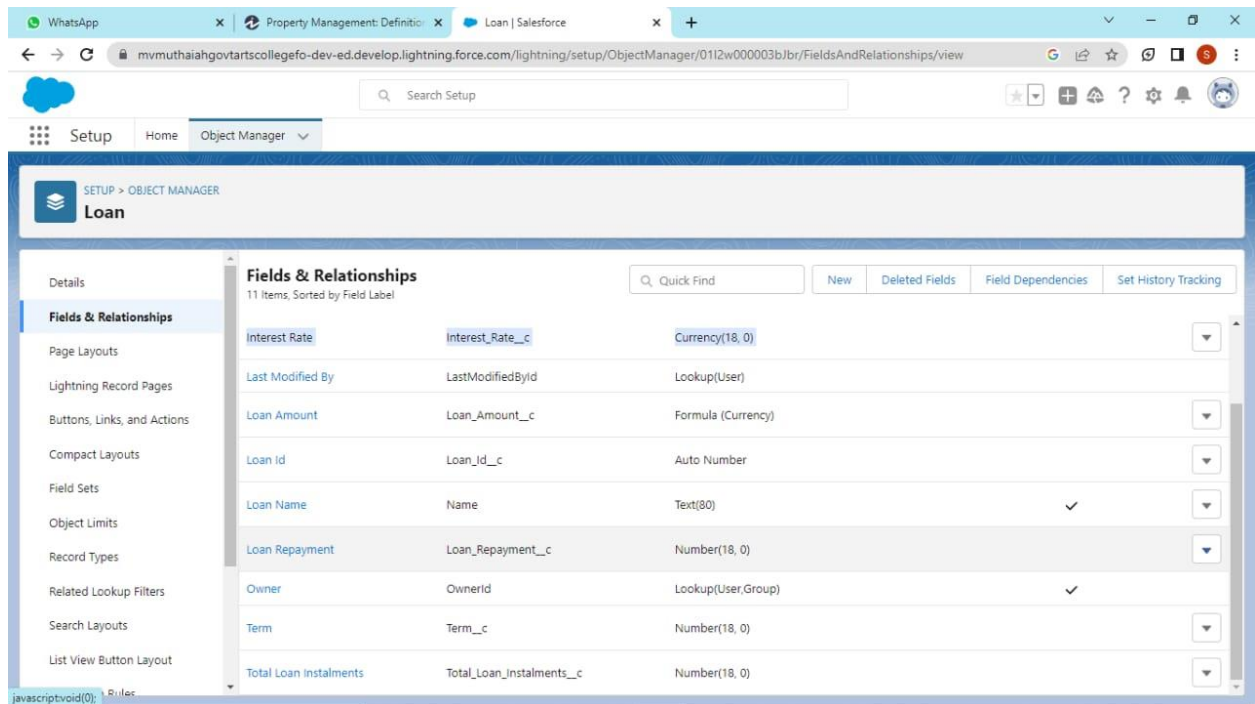 WhatsApp
Property Management: Definitio
Loan | Salesforce
mvmuthaiahgovtartscollegefo-dev-ed.develop.lightning.force.com/lightning/setup/ObjectManager/01I2w000003bJbr/FieldsAndRelationships/view
S
Search Setup
Setup
Home
Object Manager
SETUP > OBJECT MANAGER
Loan
Details
Fields & Relationships
Page Layouts
Lightning Record Pages
Buttons, Links, and Actions
Compact Layouts
Field Sets
Object Limits
Record Types
Related Lookup Filters
Search Layouts
List View Button Layout
Rules
javascript:void(0);
Fields & Relationships
11 Items, Sorted by Field Label
Quick Find
New
Deleted Fields
Field Dependencies
Set History Tracking
Interest Rate Interest_Rate__c Currency(18, 0)
Last Modified By LastModifiedById Lookup(User)
Loan Amount Loan_Amount__c Formula (Currency)
Loan Id Loan_Id__c Auto Number
Loan Name Name Text(80)
Loan Repayment Loan_Repayment__c Number(18, 0)
Owner OwnerId Lookup(User,Group)
Term Term__c Number(18, 0)
Total Loan Instalments Total_Loan_Instalments__c Number(18, 0)